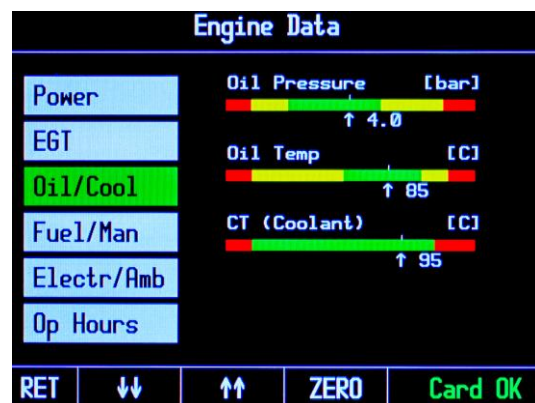 Engine Data
Power
EGT
Oil/Cool
Fuel/Man
Electr/Amb
Op Hours
Oil Pressure [bar]
↑ 4.0
Oil Temp [C]
↑ 85
CT (Coolant) [C]
↑ 95
RET ↓↓ ↑↑ ZERO Card OK